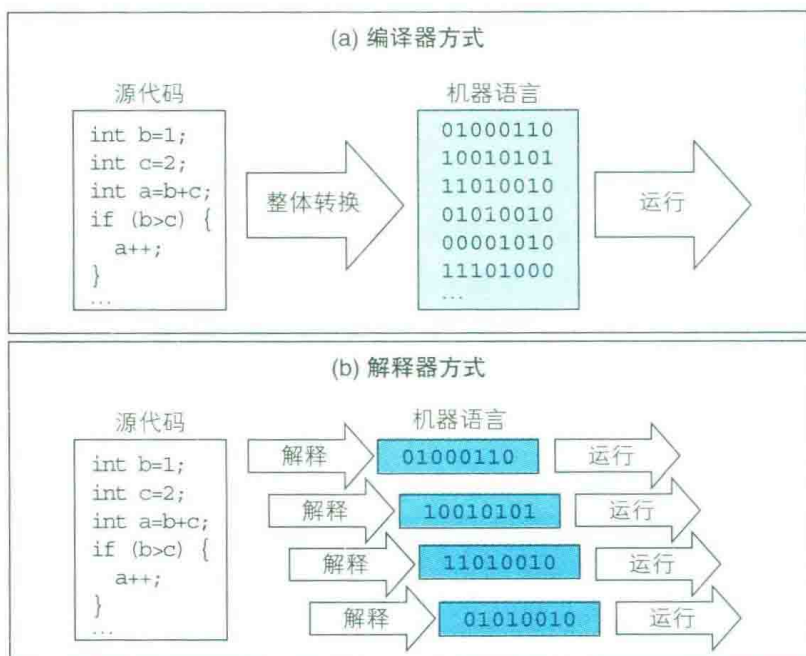 (a) 编译器方式
源代码
int b=1;
int c=2;
int a=b+c;
if (b>c) {
a++;
}
...
整体转换
机器语言
01000110
10010101
11010010
01010010
00001010
11101000
...
运行
(b) 解释器方式
源代码
int b=1;
int c=2;
int a=b+c;
if (b>c) {
a++;
}
...
机器语言
解释 01000110 运行
解释 10010101 运行
解释 11010010 运行
解释 01010010 运行